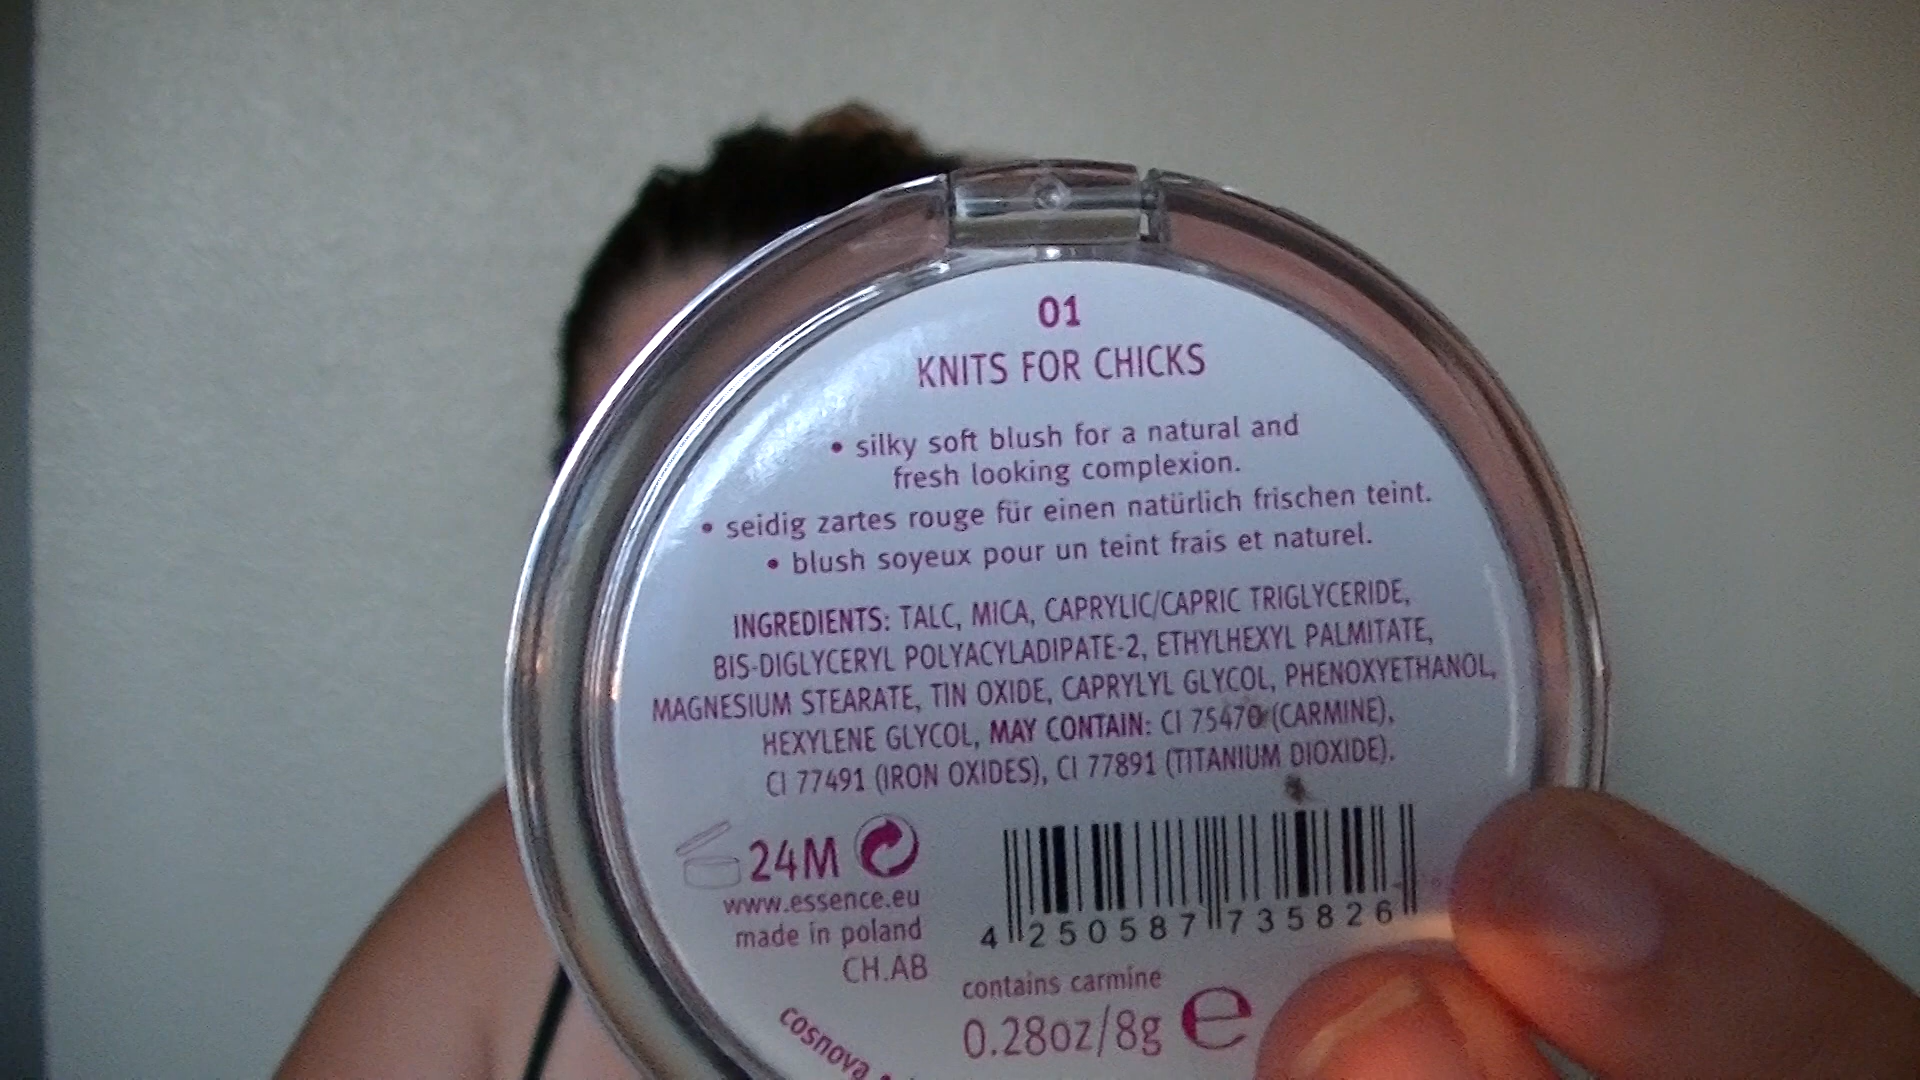 01
KNITS FOR CHICKS
• silky soft blush for a natural and
fresh looking complexion.
• seidig zartes rouge für einen natürlich frischen teint.
• blush soyeux pour un teint frais et naturel.
INGREDIENTS: TALC, MICA, CAPRYLIC/CAPRIC TRIGLYCERIDE,
BIS-DIGLYCERYL POLYACYLADIPATE-2, ETHYLHEXYL PALMITATE,
MAGNESIUM STEARATE, TIN OXIDE, CAPRYLYL GLYCOL, PHENOXYETHANOL,
HEXYLENE GLYCOL, MAY CONTAIN: CI 75470 (CARMINE),
CI 77491 (IRON OXIDES), CI 77891 (TITANIUM DIOXIDE).
24M
www.essence.eu
made in poland
CH.AB
4 250587 735826
contains carmine
0.28oz/8g e
cosnova